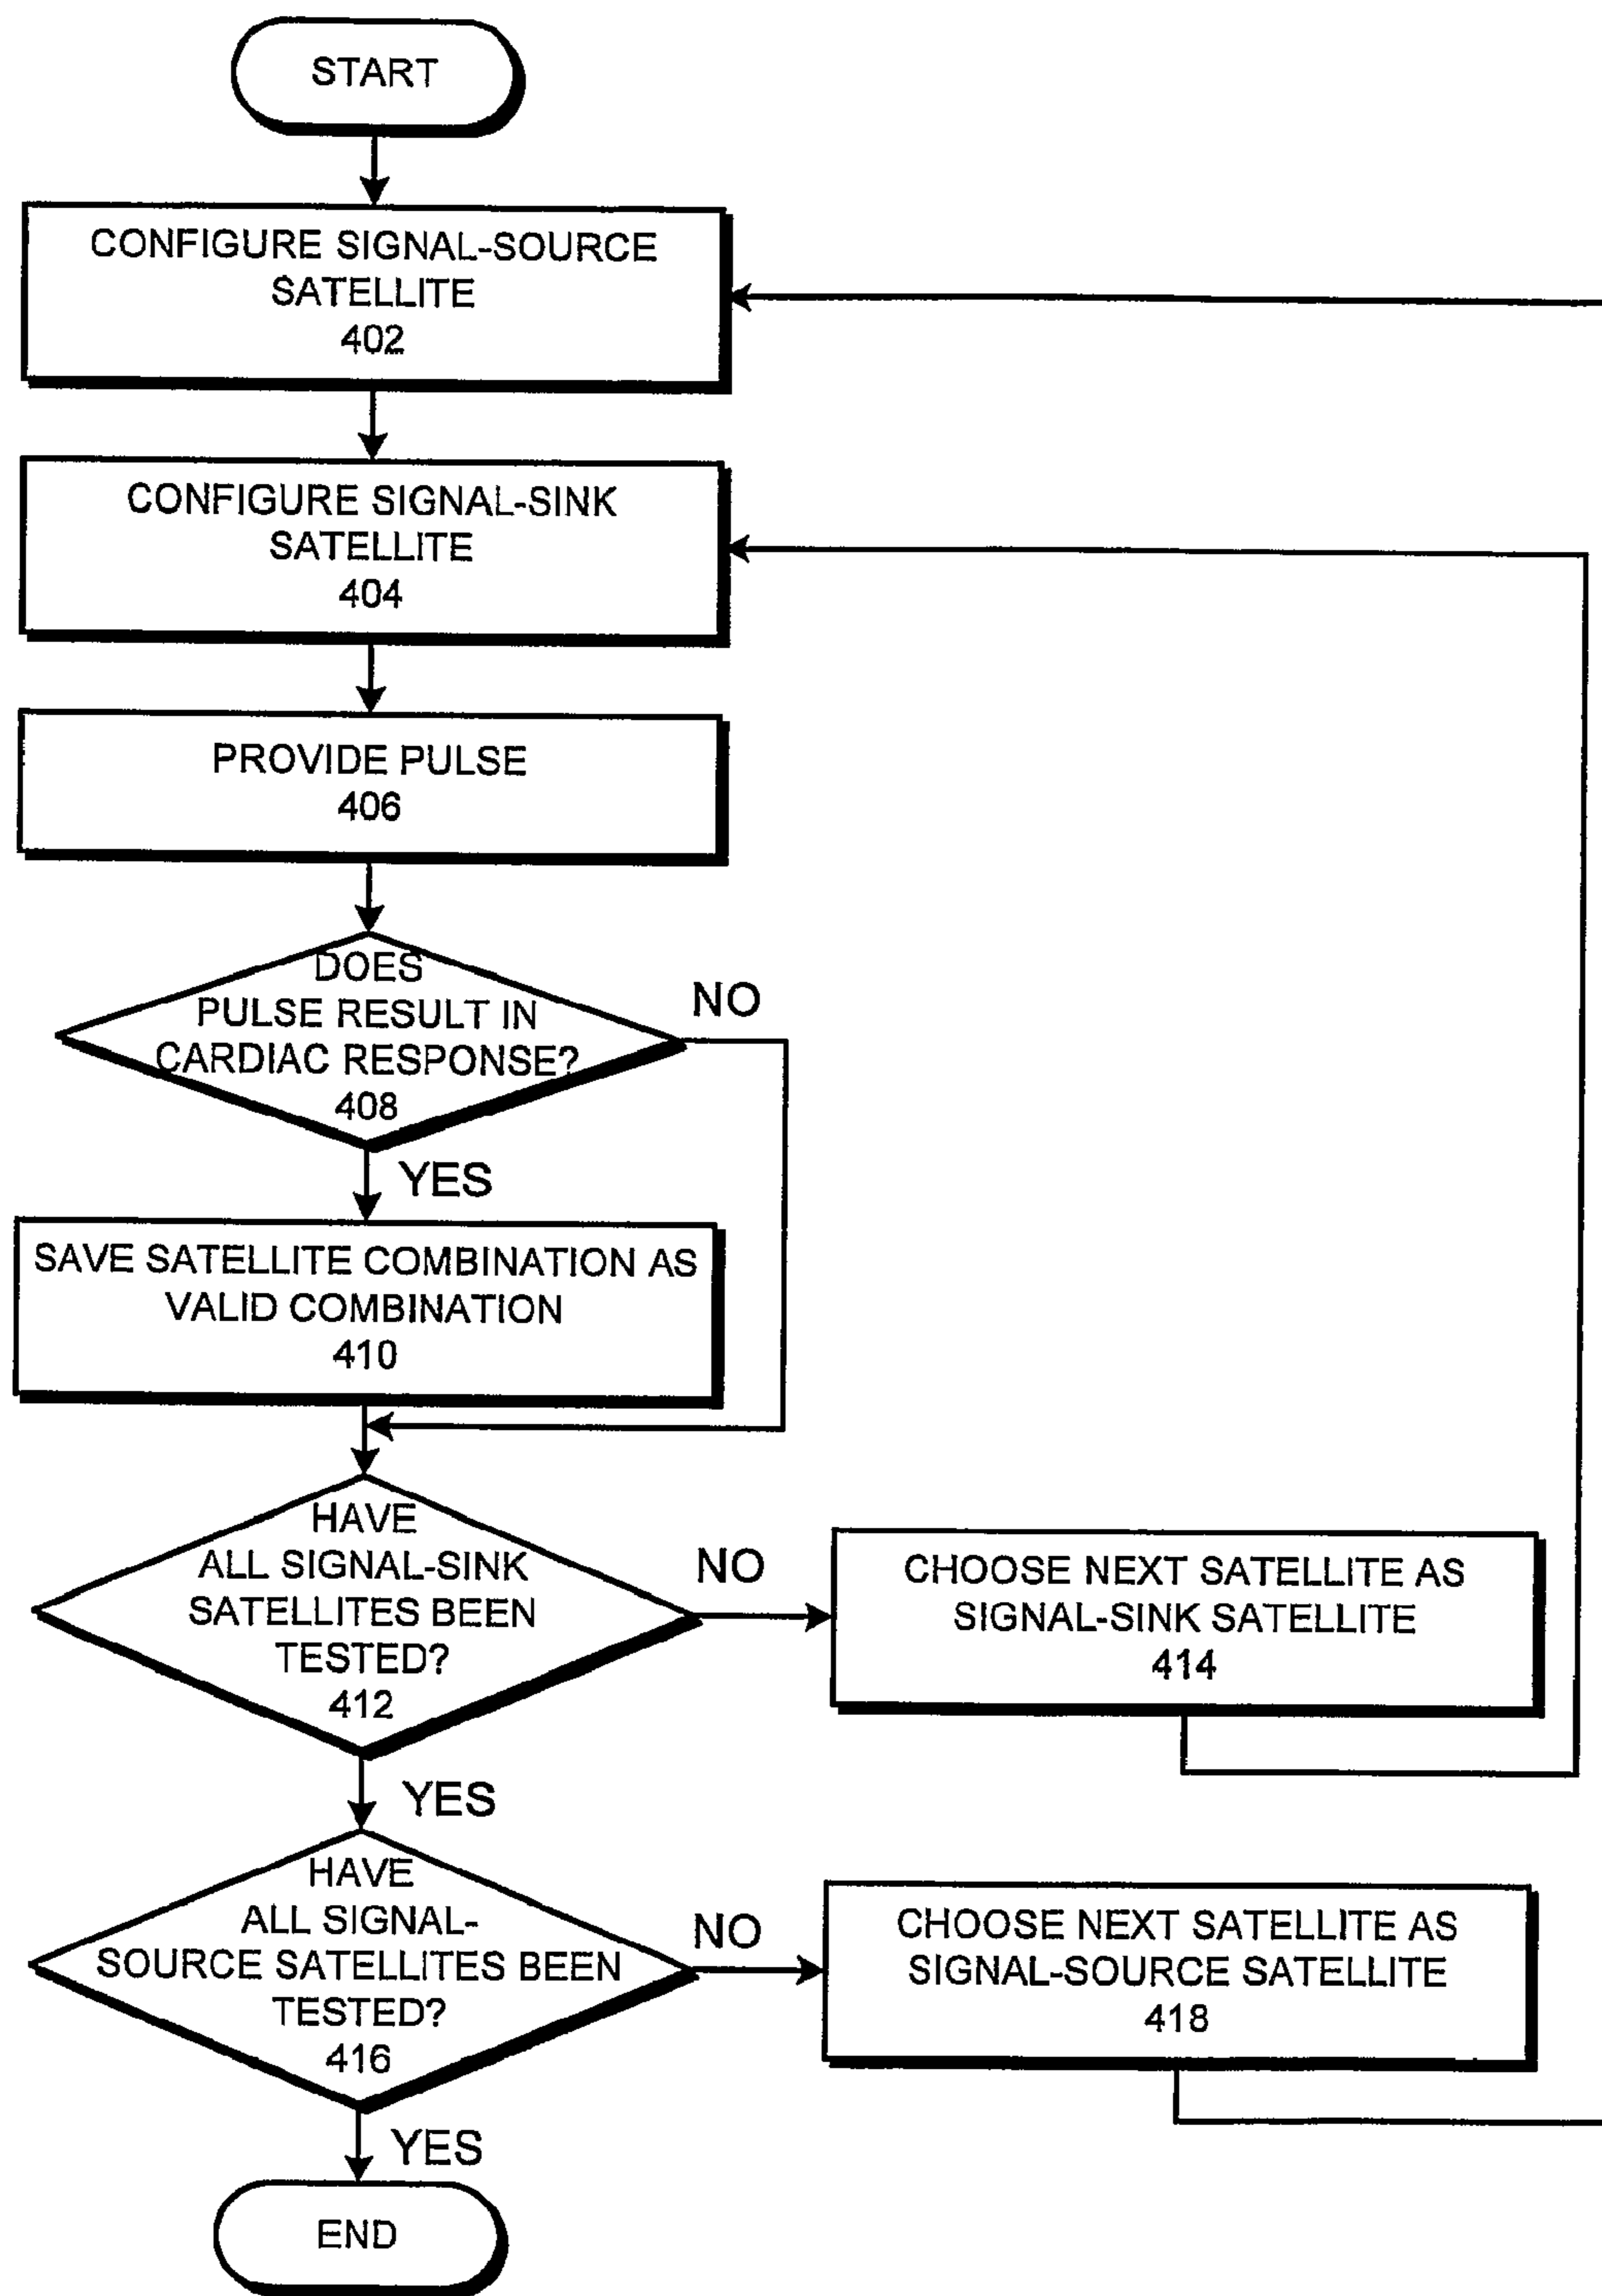 START
CONFIGURE SIGNAL-SOURCE
SATELLITE
402
CONFIGURE SIGNAL-SINK
SATELLITE
404
PROVIDE PULSE
406
DOES
PULSE RESULT IN
CARDIAC RESPONSE?
408
NO
YES
SAVE SATELLITE COMBINATION AS
VALID COMBINATION
410
HAVE
ALL SIGNAL-SINK
SATELLITES BEEN
TESTED?
412
NO
CHOOSE NEXT SATELLITE AS
SIGNAL-SINK SATELLITE
414
YES
HAVE
ALL SIGNAL-
SOURCE SATELLITES BEEN
TESTED?
416
NO
CHOOSE NEXT SATELLITE AS
SIGNAL-SOURCE SATELLITE
418
YES
END